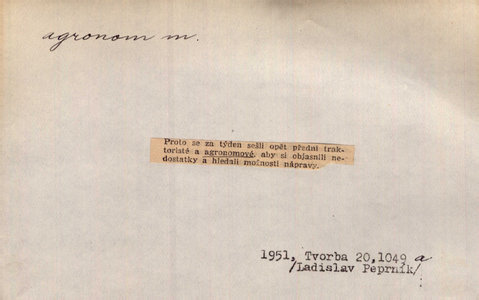 agronom m.
Proto se za týden sešli opět přední trak-
toristé a agronomové, aby si objasnili ne-
dostatky a hledali možnosti nápravy.
1951, Tvorba 20,1049 a
/Ladislav Peprník/